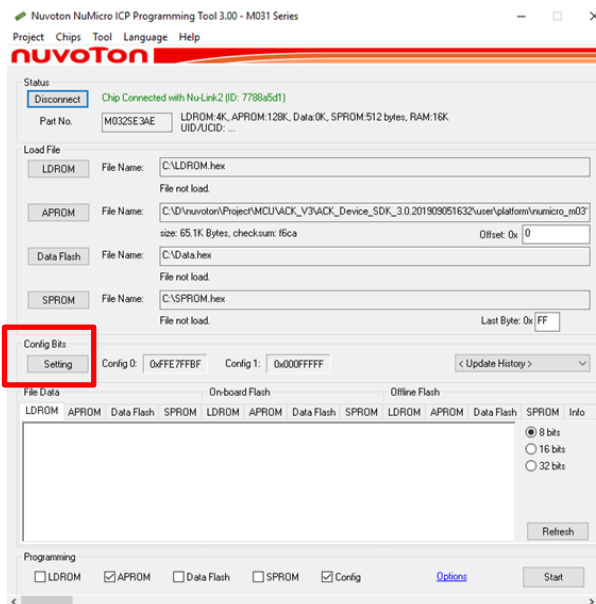 Nuvoton NuMicro ICP Programming Tool 3.00 - M031 Series
Project Chips Tool Language Help
nuvoTon
Status
Disconnect Chip Connected with Nu-Link2 (ID: 7788a5d1)
Part No. M032SE3AE LDROM:4K, APROM:128K, Data:0K, SPROM:512 bytes, RAM:16K
UID/UCID: ...
Load File
LDROM File Name: C:\LDROM.hex
File not load.
APROM File Name: C:\D\nuvoton\Project\MCU\ACK_V3\ACK_Device_SDK_3.0.201909051632\user\platform\numicro_m03
size: 65.1K Bytes, checksum: f6ca Offset: 0x 0
Data Flash File Name: C:\Data.hex
File not load.
SPROM File Name: C:\SPROM.hex
File not load. Last Byte: 0x FF
Config Bits
Setting Config 0: 0xFFE7FFBF Config 1: 0x000FFFFF < Update History >
File Data On-board Flash Offline Flash
LDROM APROM Data Flash SPROM LDROM APROM Data Flash SPROM LDROM APROM Data Flash SPROM Info
8 bits
16 bits
32 bits
Refresh
Programming
LDROM APROM Data Flash SPROM Config Options Start